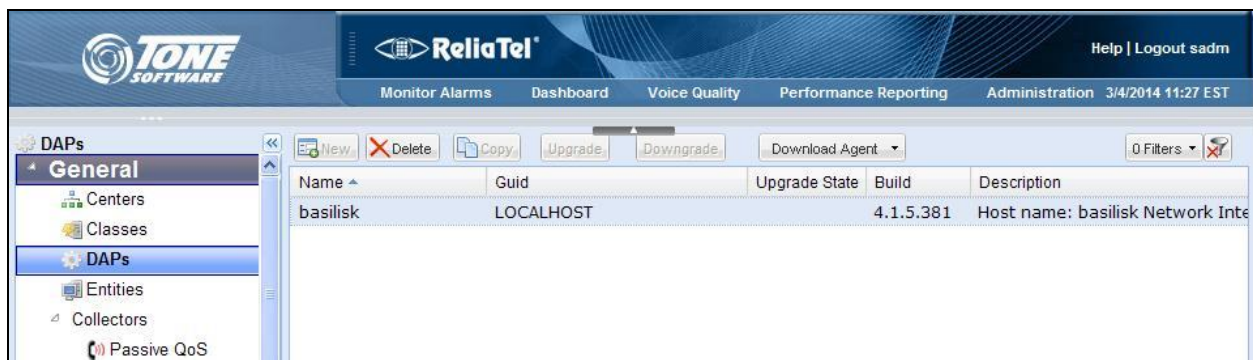 TONE
SOFTWARE
ReliaTel
Help | Logout sadm
Monitor Alarms Dashboard Voice Quality Performance Reporting Administration 3/4/2014 11:27 EST
DAPs
New Delete Copy Upgrade Downgrade Download Agent 0 Filters
General
Name Guid Upgrade State Build Description
Centers
basilisk LOCALHOST 4.1.5.381 Host name: basilisk Network Inte
Classes
DAPs
Entities
Collectors
Passive QoS